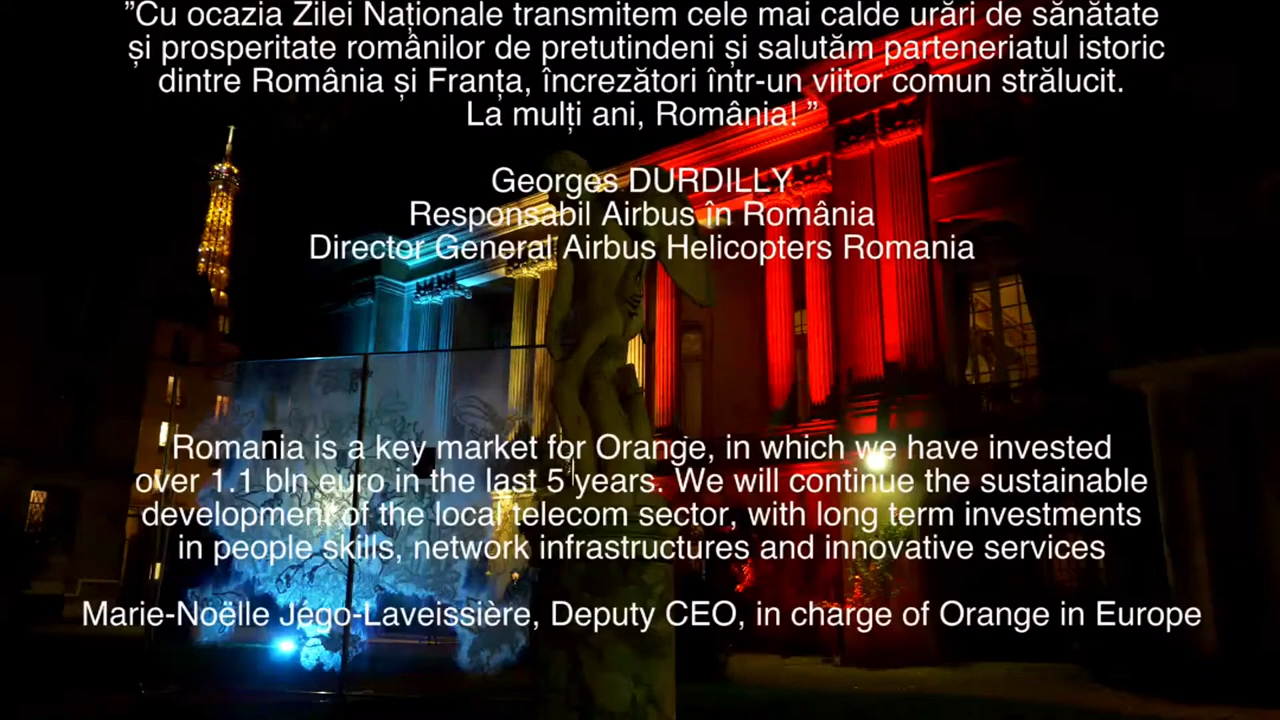 ”Cu ocazia Zilei Naționale transmitem cele mai calde urări de sănătate
și prosperitate românilor de pretutindeni și salutăm parteneriatul istoric
dintre România și Franța, încrezători într-un viitor comun strălucit.
La mulți ani, România! ”
Georges DURDILLY
Responsabil Airbus în România
Director General Airbus Helicopters Romania
Romania is a key market for Orange, in which we have invested
over 1.1 bln euro in the last 5 years. We will continue the sustainable
development of the local telecom sector, with long term investments
in people skills, network infrastructures and innovative services
Marie-Noëlle Jégo-Laveissière, Deputy CEO, in charge of Orange in Europe